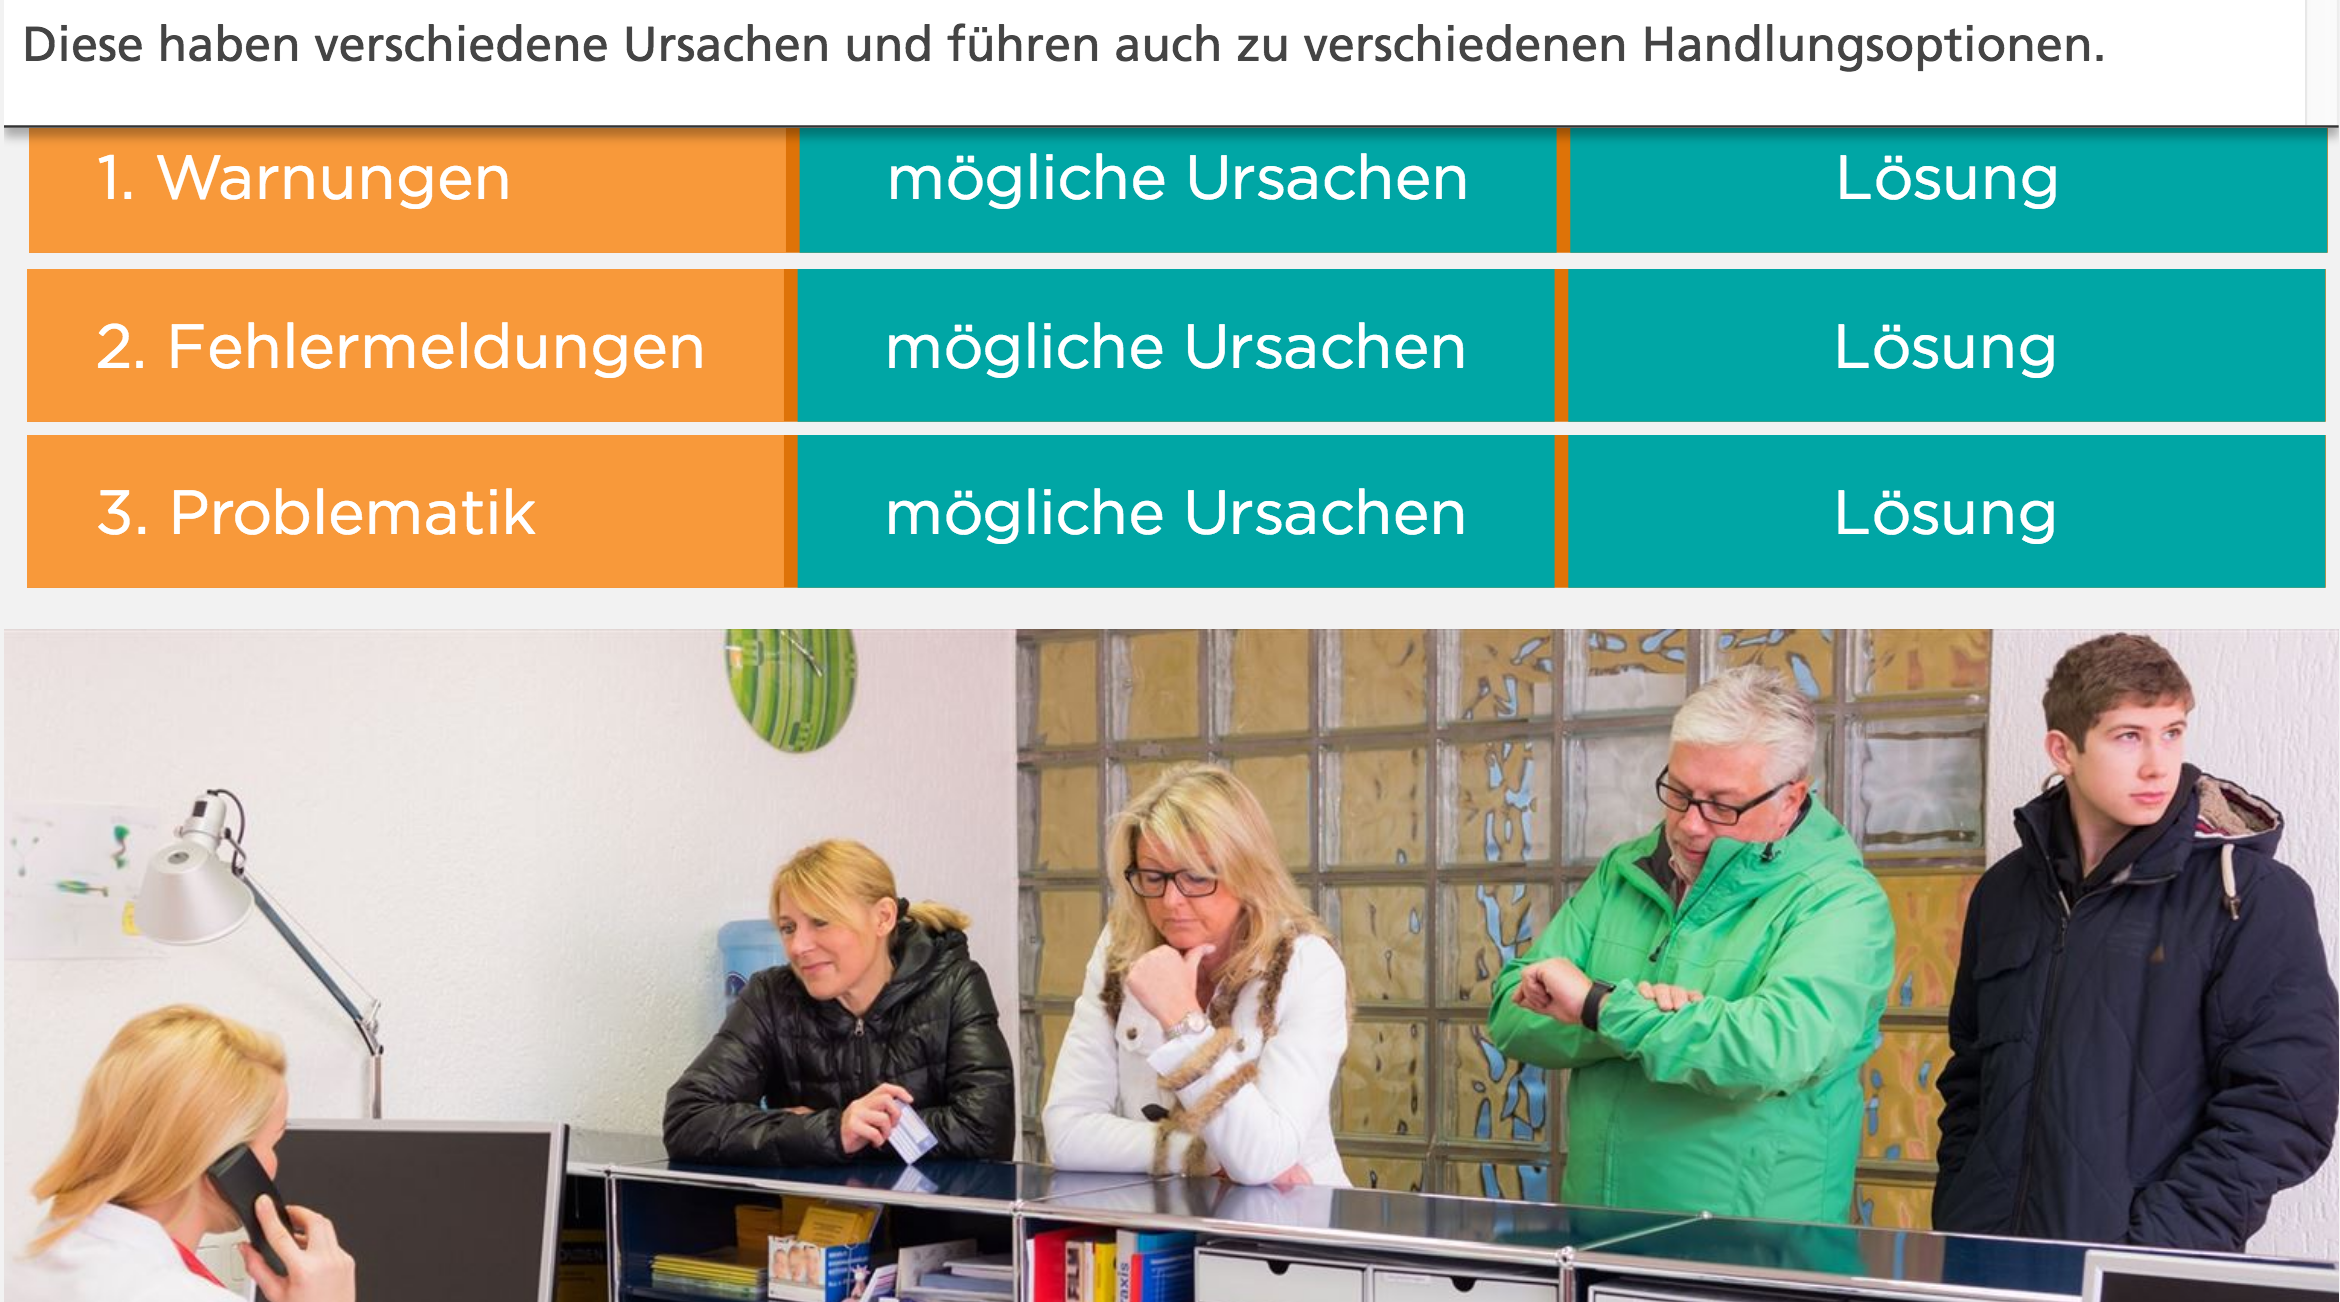 Diese haben verschiedene Ursachen und führen auch zu verschiedenen Handlungsoptionen.
1. Warnungen mögliche Ursachen Lösung
2. Fehlermeldungen mögliche Ursachen Lösung
3. Problematik mögliche Ursachen Lösung